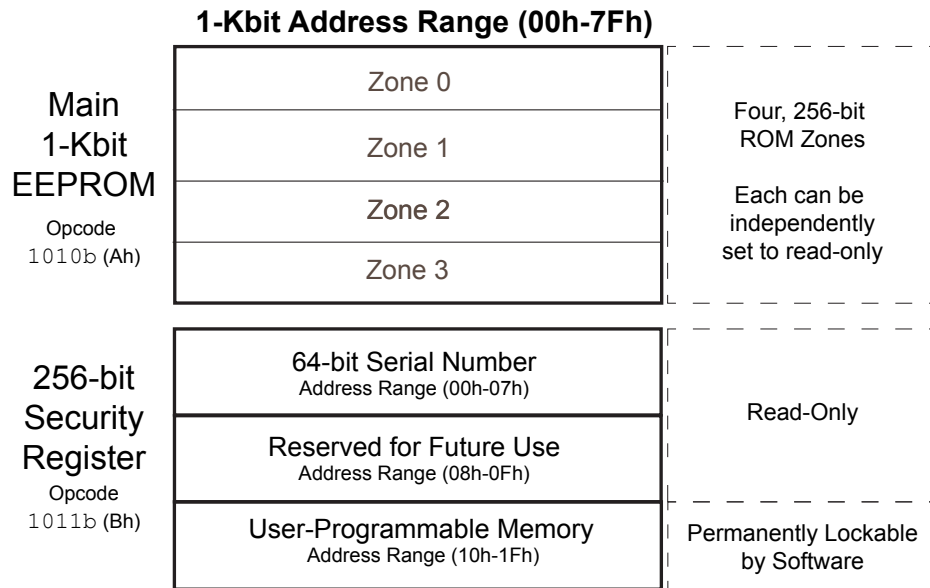 1-Kbit Address Range (00h-7Fh)
Main
1-Kbit
EEPROM
Opcode
1010b (Ah)
Zone 0
Zone 1
Zone 2
Zone 3
Four, 256-bit
ROM Zones
Each can be
independently
set to read-only
256-bit
Security
Register
Opcode
1011b (Bh)
64-bit Serial Number
Address Range (00h-07h)
Reserved for Future Use
Address Range (08h-0Fh)
User-Programmable Memory
Address Range (10h-1Fh)
Read-Only
Permanently Lockable
by Software